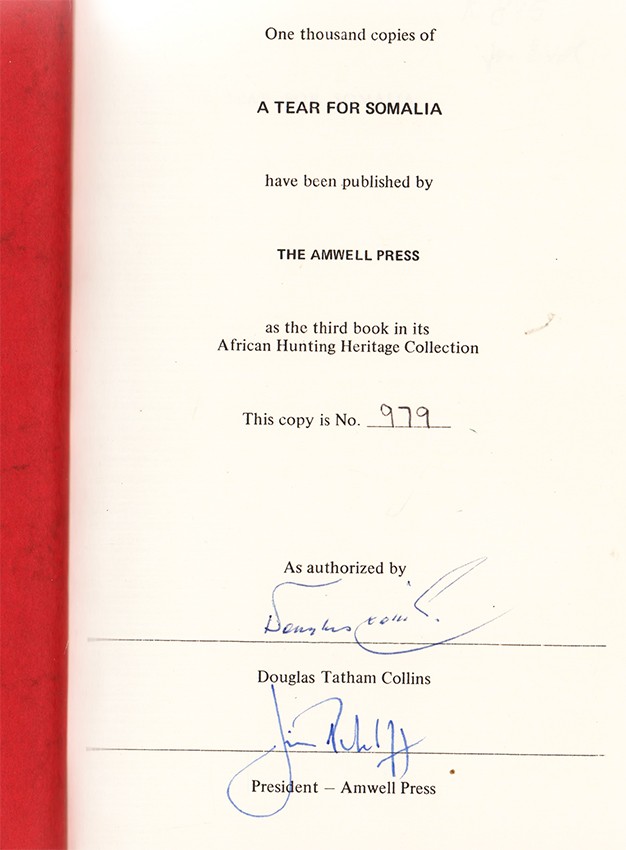 One thousand copies of
A TEAR FOR SOMALIA
have been published by
THE AMWELL PRESS
as the third book in its
African Hunting Heritage Collection
This copy is No. 979
As authorized by
Douglas
Douglas Tatham Collins
Jim
President – Amwell Press